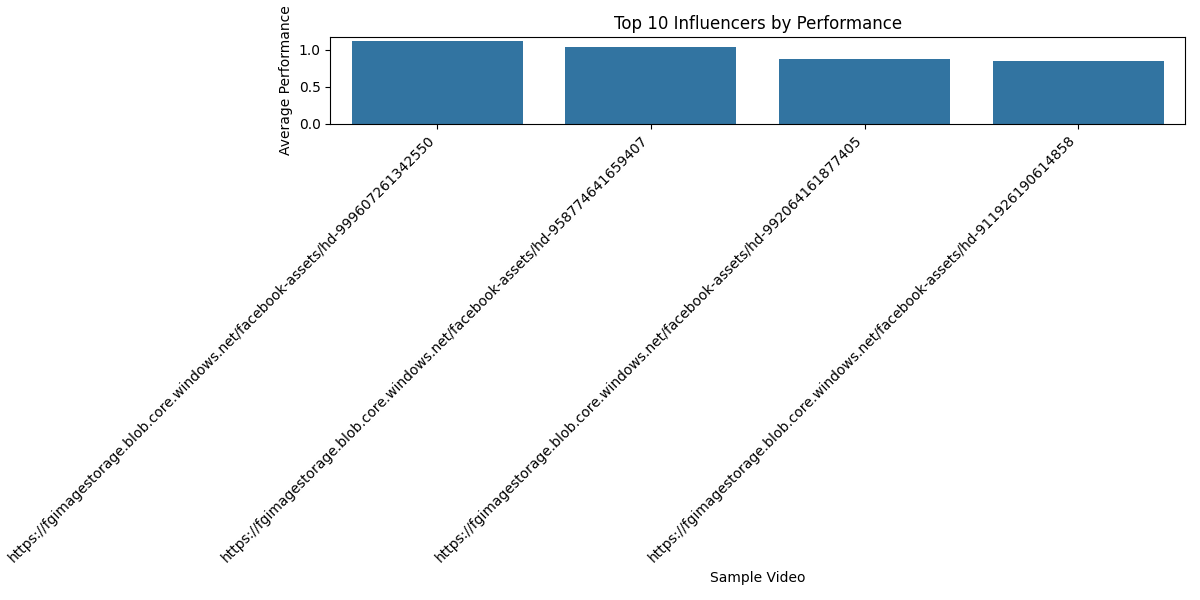 Top 10 Influencers by Performance
Average Performance
1.0
0.5
0.0
https://fgimagestorage.blob.core.windows.net/facebook-assets/hd-999607261342550
https://fgimagestorage.blob.core.windows.net/facebook-assets/hd-958774641659407
https://fgimagestorage.blob.core.windows.net/facebook-assets/hd-992064161877405
https://fgimagestorage.blob.core.windows.net/facebook-assets/hd-911926190614858
Sample Video